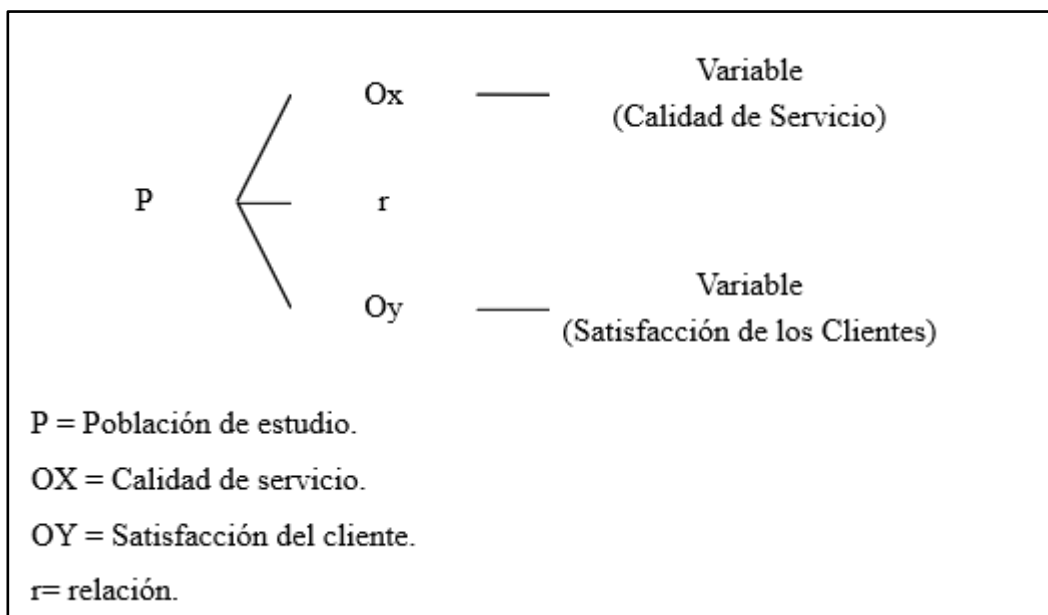 Variable
Ox
(Calidad de Servicio)
P
r
Variable
Oy
(Satisfacción de los Clientes)
P = Población de estudio.
OX = Calidad de servicio.
OY = Satisfacción del cliente.
r= relación.